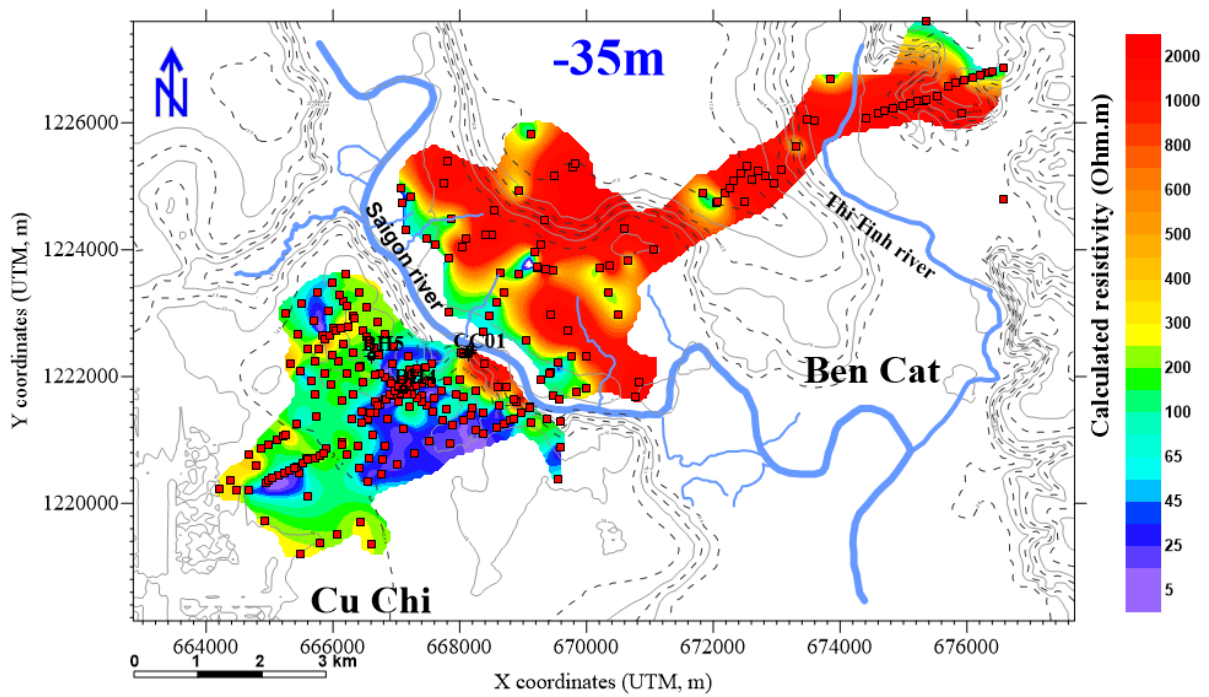 -35m
N
Saigon river
Thi Tinh river
BH5
CC01
Ben Cat
Cu Chi
Y coordinates (UTM, m)
1226000
1224000
1222000
1220000
664000 666000 668000 670000 672000 674000 676000
X coordinates (UTM, m)
0 1 2 3 km
Calculated resistivity (Ohm.m)
2000
1000
800
600
500
400
300
200
100
65
45
25
5